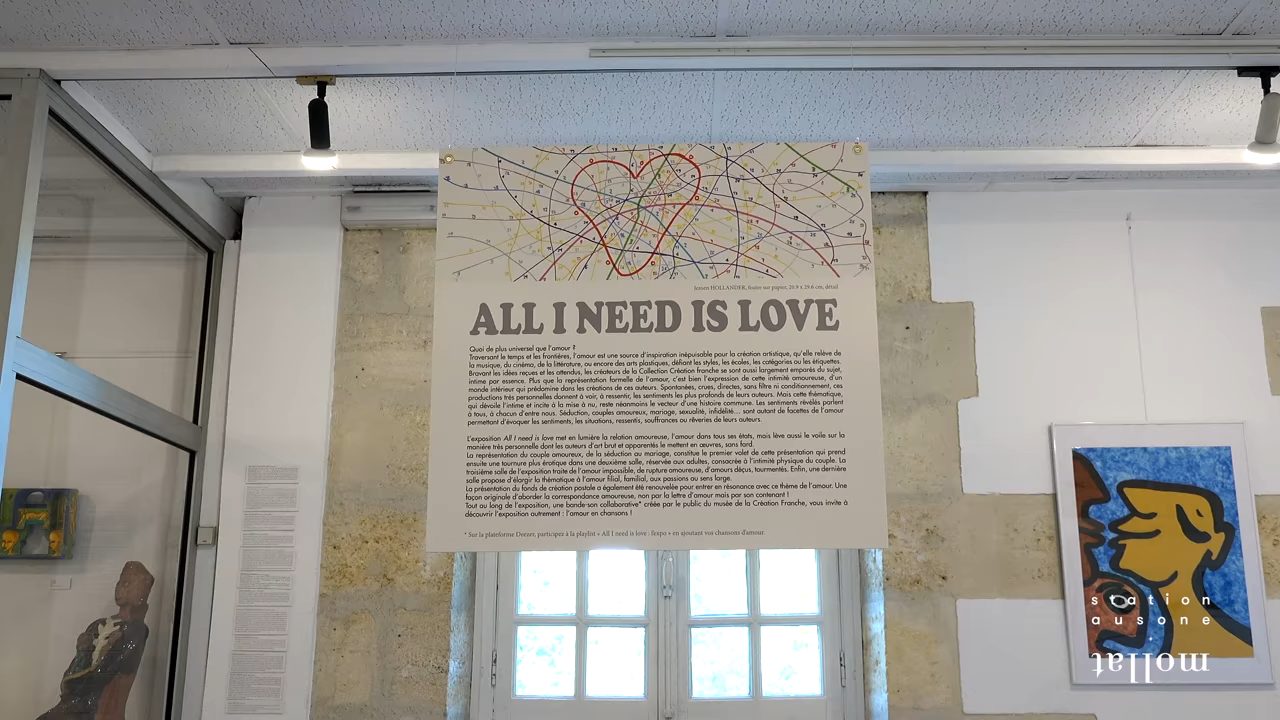 Jeroen HOLLANDER, feutre sur papier, 20.9 x 29.6 cm, détail
ALL I NEED IS LOVE
Quoi de plus universel que l'amour ?
Traversant le temps et les frontières, l'amour est une source d'inspiration inépuisable pour la création artistique, qu'elle relève de
la musique, du cinéma, de la littérature, ou encore des arts plastiques, défiant les styles, les écoles, les catégories ou les étiquettes.
Bravant les idées reçues et les attendus, les créateurs de la Collection Création franche se sont aussi largement emparés du sujet,
intime par essence. Plus que la représentation formelle de l'amour, c'est bien l'expression de cette intimité amoureuse, d'un
monde intérieur qui prédomine dans les créations de ces auteurs. Spontanées, crues, directes, sans filtre ni conditionnement, ces
productions très personnelles donnent à voir, à ressentir, les sentiments les plus profonds de leurs auteurs. Mais cette thématique,
qui dévoile l'intime et incite à la mise à nu, reste néanmoins le vecteur d'une histoire commune. Les sentiments révélés parlent
à tous, à chacun d'entre nous. Séduction, couples amoureux, mariage, sexualité, infidélité... sont autant de facettes de l'amour
permettant d'évoquer les sentiments, les situations, ressentis, souffrances ou rêveries de leurs auteurs.
L'exposition All I need is love met en lumière la relation amoureuse, l'amour dans tous ses états, mais lève aussi le voile sur la
manière très personnelle dont les auteurs d'art brut et apparentés le mettent en œuvres, sans fard.
La représentation du couple amoureux, de la séduction au mariage, constitue le premier volet de cette présentation qui prend
ensuite une tournure plus érotique dans une deuxième salle, réservée aux adultes, consacrée à l'intimité physique du couple. La
troisième salle de l'exposition traite de l'amour impossible, de rupture amoureuse, d'amours déçus, tourmentés. Enfin, une dernière
salle propose d'élargir la thématique à l'amour filial, familial, aux passions au sens large.
La présentation du fonds de création postale a également été renouvelée pour entrer en résonance avec ce thème de l'amour. Une
façon originale d'aborder la correspondance amoureuse, non par la lettre d'amour mais par son contenant !
Tout au long de l'exposition, une bande-son collaborative* créée par le public du musée de la Création Franche, vous invite à
découvrir l'exposition autrement : l'amour en chansons !
* Sur la plateforme Deezer, participez à la playlist « All I need is love : l'expo » en ajoutant vos chansons d'amour.
station
ausone
mollat